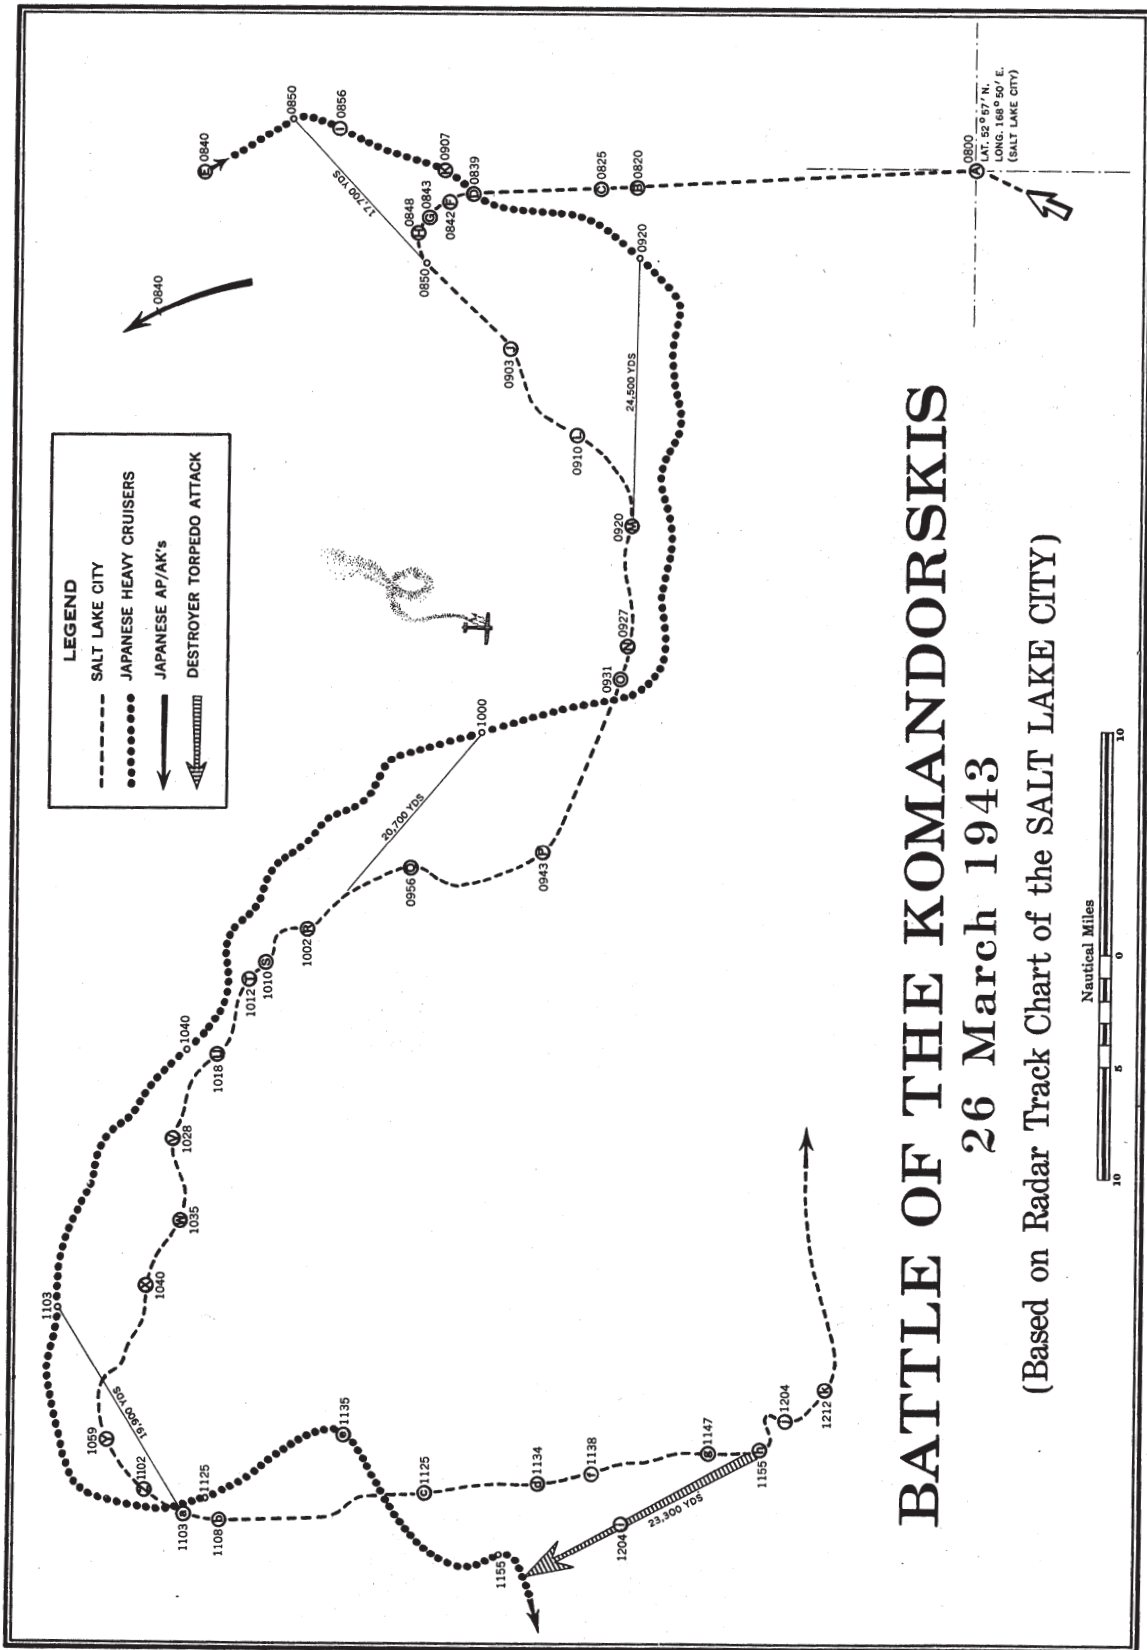 BATTLE OF THE KOMANDORSKIS
26 March 1943
(Based on Radar Track Chart of the SALT LAKE CITY)
Nautical Miles
10
5
0
10
LEGEND
SALT LAKE CITY
JAPANESE HEAVY CRUISERS
JAPANESE AP/AK's
DESTROYER TORPEDO ATTACK
A 0800
LAT. 52° 57' N.
LONG. 168° 50' E.
(SALT LAKE CITY)
B 0820
C 0825
D 0839
E 0840
0840
0842 F
G 0843
H 0848
0850
0850
17,700 YDS
I 0856
0903 J
K 0907
0910 L
0920 M
0920
24,500 YDS
N 0927
0931 O
0943 P
0956 Q
1000
20,700 YDS
1002 R
1010 S
1012 T
1018 U
V 1028
W 1035
X 1040
1040
1059 Y
Z 1102
1103
19,900 YDS
1103 a
1108 b
1125
c 1125
d 1134
e 1135
f 1138
g 1147
1155 h
1155
23,300 YDS
1204 i
j 1204
1212 k